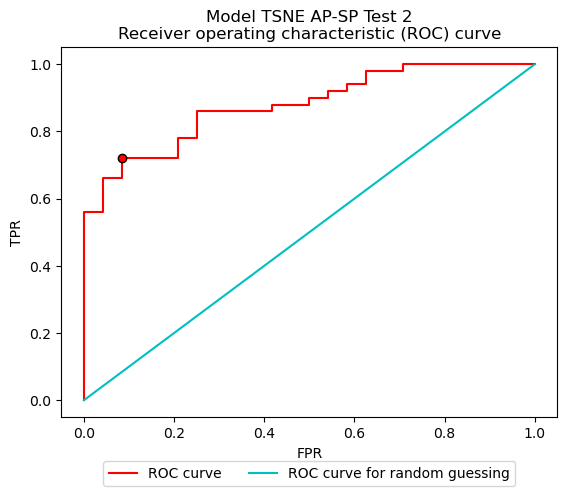 Model TSNE AP-SP Test 2
Receiver operating characteristic (ROC) curve
1.0
0.8
0.6
0.4
0.2
0.0
TPR
0.0 0.2 0.4 0.6 0.8 1.0
FPR
ROC curve ROC curve for random guessing